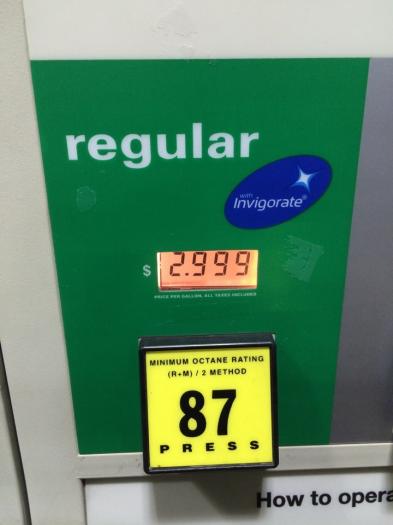 regular
with
Invigorate®
$ 2.999
PRICE PER GALLON, ALL TAXES INCLUDED
MINIMUM OCTANE RATING
(R+M) / 2 METHOD
87
PRESS
How to opera